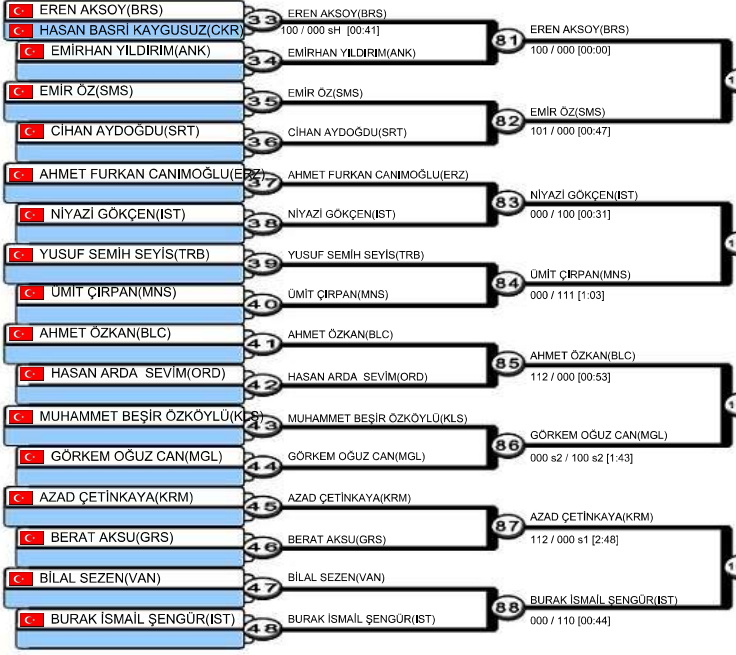 EREN AKSOY(BRS)
HASAN BASRİ KAYGUSUZ(CKR)
EMİRHAN YILDIRIM(ANK)
EMİR ÖZ(SMS)
CİHAN AYDOĞDU(SRT)
AHMET FURKAN CANIMOĞLU(ERZ)
NİYAZİ GÖKÇEN(IST)
YUSUF SEMİH SEYİS(TRB)
ÜMİT ÇIRPAN(MNS)
AHMET ÖZKAN(BLC)
HASAN ARDA SEVİM(ORD)
MUHAMMET BEŞİR ÖZKÖYLÜ(KLS)
GÖRKEM OĞUZ CAN(MGL)
AZAD ÇETİNKAYA(KRM)
BERAT AKSU(GRS)
BİLAL SEZEN(VAN)
BURAK İSMAİL ŞENGÜR(IST)
33
34
35
36
37
38
39
40
41
42
43
44
45
46
47
48
EREN AKSOY(BRS)
100 / 000 sH [00:41]
EMİRHAN YILDIRIM(ANK)
EMİR ÖZ(SMS)
CİHAN AYDOĞDU(SRT)
AHMET FURKAN CANIMOĞLU(ERZ)
NİYAZİ GÖKÇEN(IST)
YUSUF SEMİH SEYİS(TRB)
ÜMİT ÇIRPAN(MNS)
AHMET ÖZKAN(BLC)
HASAN ARDA SEVİM(ORD)
MUHAMMET BEŞİR ÖZKÖYLÜ(KLS)
GÖRKEM OĞUZ CAN(MGL)
AZAD ÇETİNKAYA(KRM)
BERAT AKSU(GRS)
BİLAL SEZEN(VAN)
BURAK İSMAİL ŞENGÜR(IST)
81
82
83
84
85
86
87
88
EREN AKSOY(BRS)
100 / 000 [00:00]
EMİR ÖZ(SMS)
101 / 000 [00:47]
NİYAZİ GÖKÇEN(IST)
000 / 100 [00:31]
ÜMİT ÇIRPAN(MNS)
000 / 111 [1:03]
AHMET ÖZKAN(BLC)
112 / 000 [00:53]
GÖRKEM OĞUZ CAN(MGL)
000 s2 / 100 s2 [1:43]
AZAD ÇETİNKAYA(KRM)
112 / 000 s1 [2:48]
BURAK İSMAİL ŞENGÜR(IST)
000 / 110 [00:44]